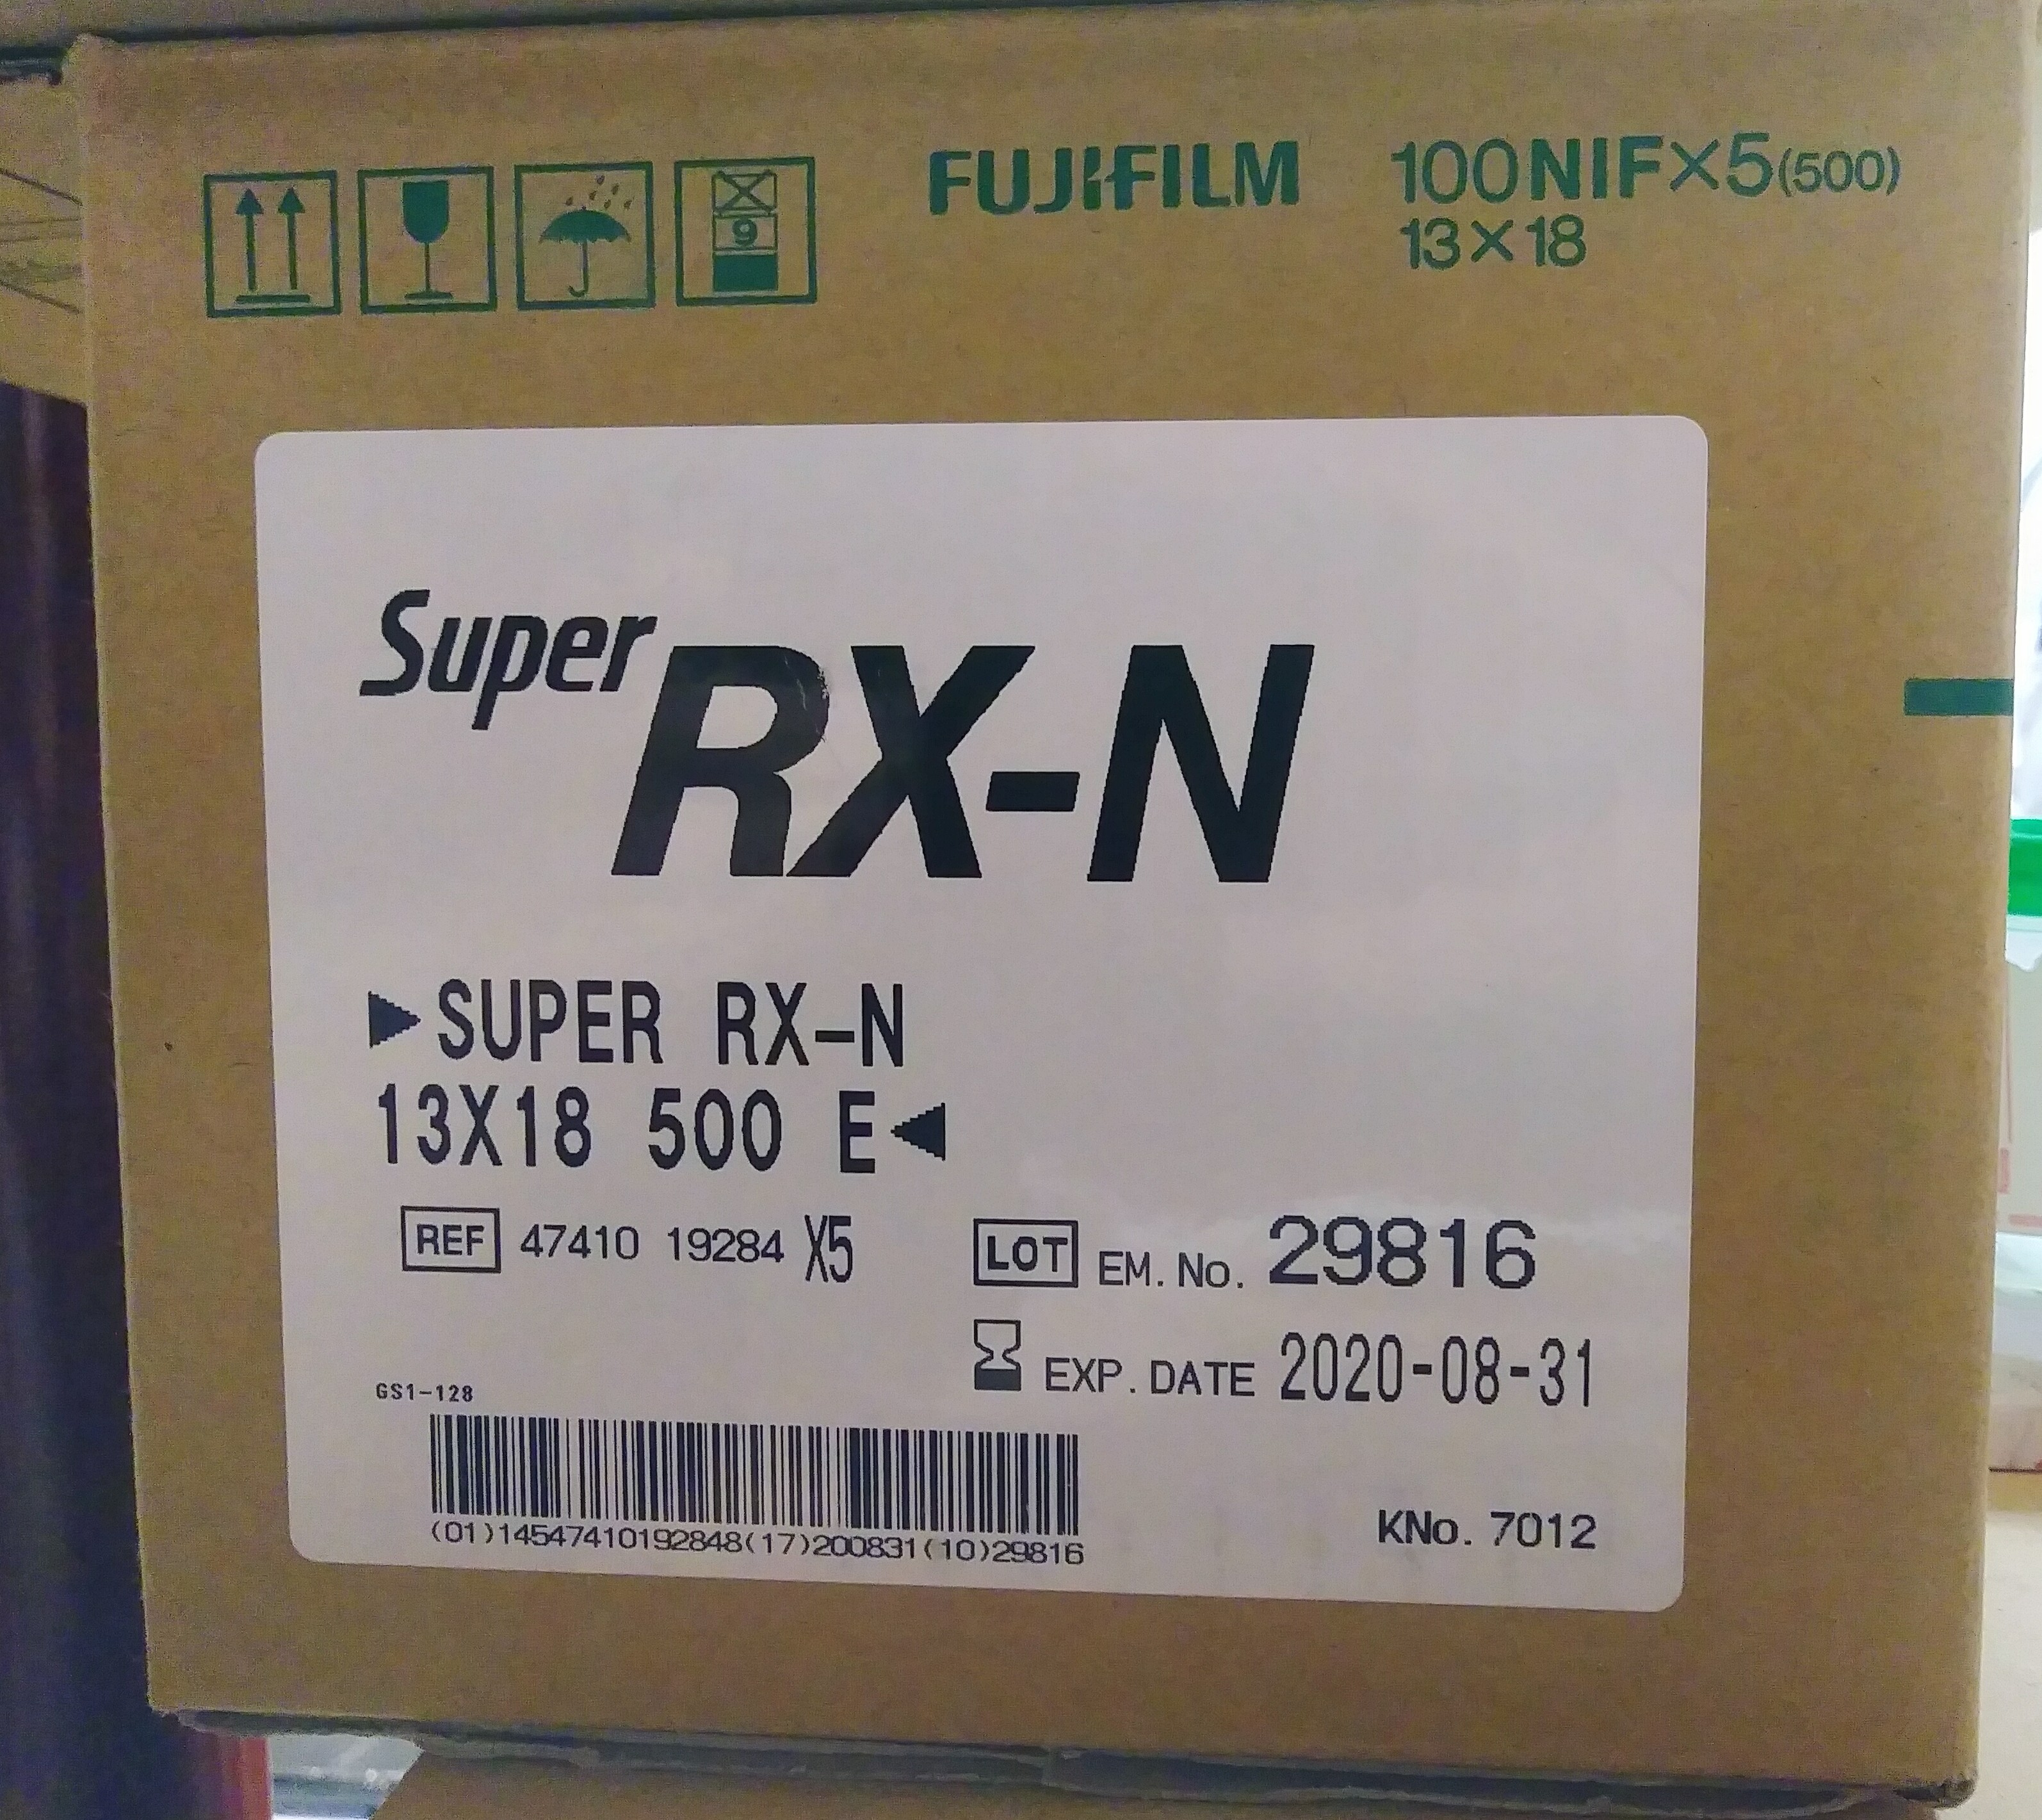 FUJIFILM 100NIF×5(500)
13×18
9
Super RX-N
▶SUPER RX-N
13X18 500 E◀
REF 47410 19284 X5
LOT EM. No. 29816
EXP. DATE 2020-08-31
GS1-128
(01)14547410192848(17)200831(10)29816
KNo. 7012